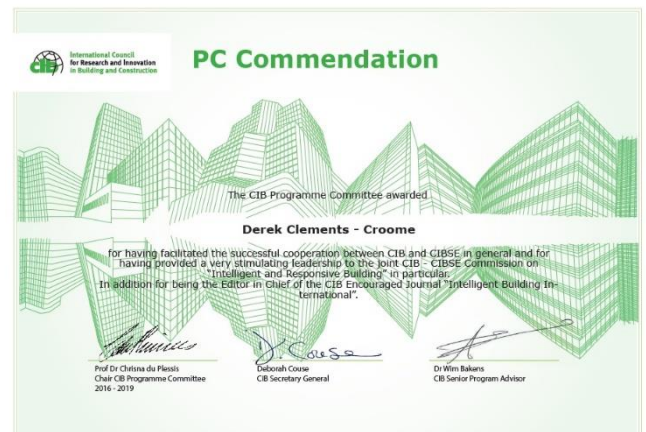 International Council
for Research and Innovation
in Building and Construction
CIB
PC Commendation
The CIB Programme Committee awarded
Derek Clements - Croome
for having facilitated the successful cooperation between CIB and CIBSE in general and for
having provided a very stimulating leadership to the joint CIB - CIBSE Commission on
"Intelligent and Responsive Building" in particular.
In addition for being the Editor in Chief of the CIB Encouraged Journal "Intelligent Building In-
ternational".
D. Couse
Prof Dr Chrisna du Plessis
Chair CIB Programme Committee
2016 - 2019
Deborah Couse
CIB Secretary General
Dr Wim Bakens
CIB Senior Program Advisor